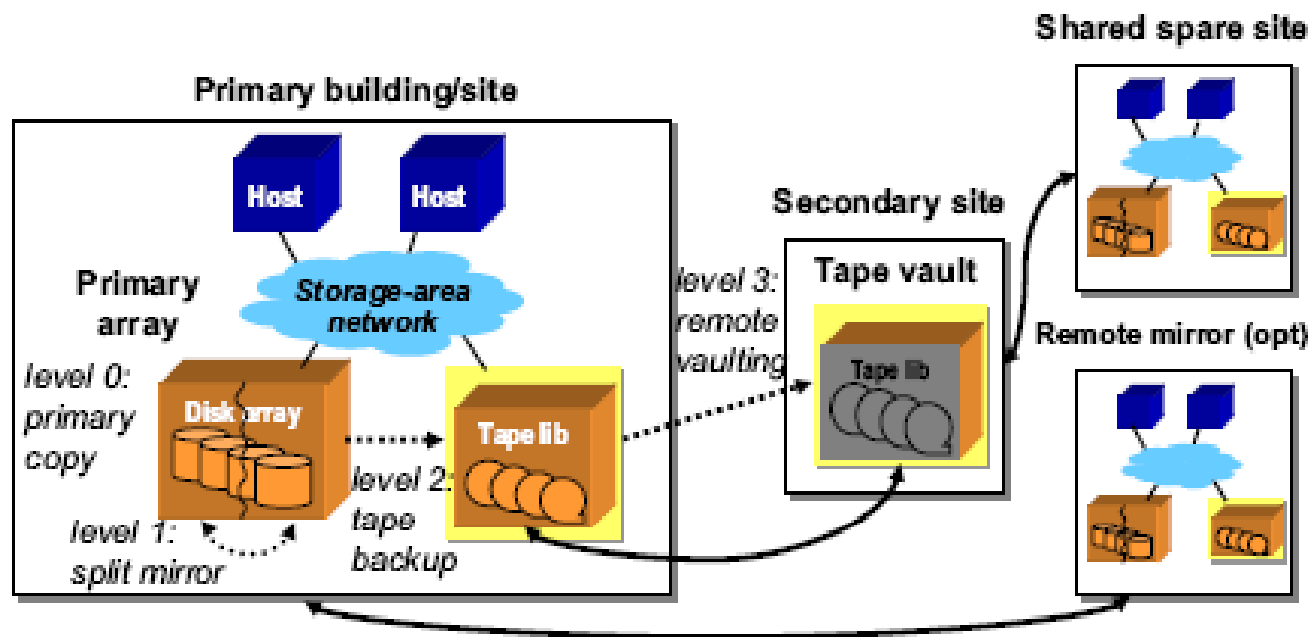 Shared spare site
Primary building/site
Host
Host
Secondary site
Primary
array
Storage-area
network
level 3:
remote
vaulting
Tape vault
Tape lib
Remote mirror (opt)
level 0:
primary
copy
Disk array
Tape lib
level 2:
tape
backup
level 1:
split mirror